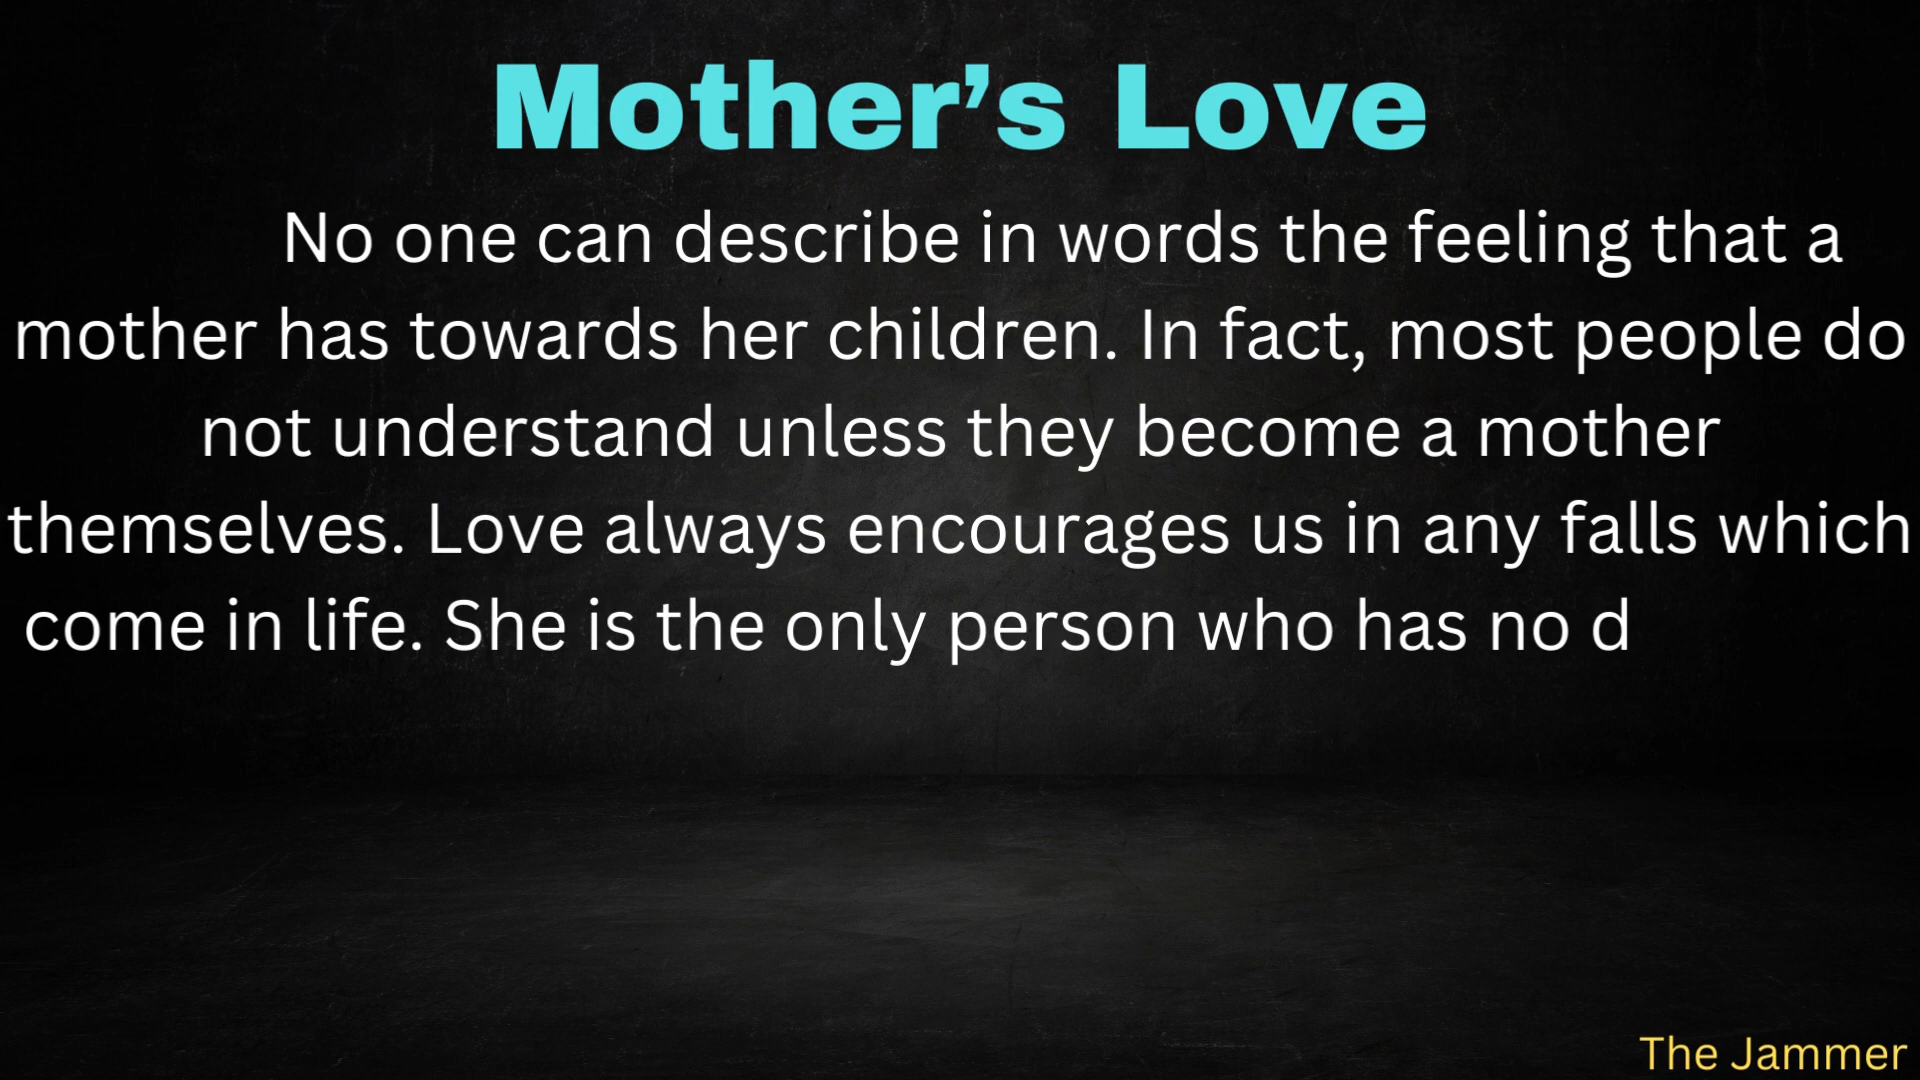 Mother’s Love
No one can describe in words the feeling that a
mother has towards her children. In fact, most people do
not understand unless they become a mother
themselves. Love always encourages us in any falls which
come in life. She is the only person who has no d
The Jammer